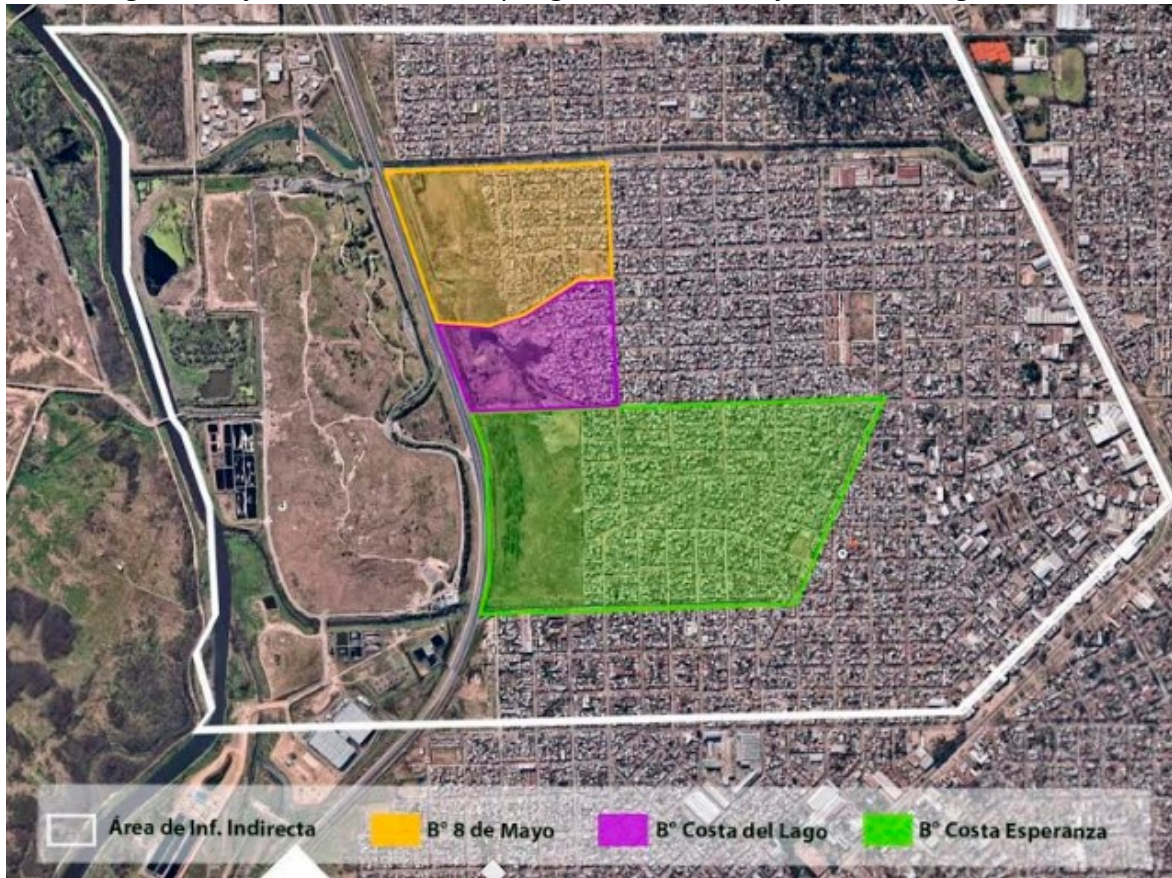 Área de Inf. Indirecta
B° 8 de Mayo
B° Costa del Lago
B° Costa Esperanza